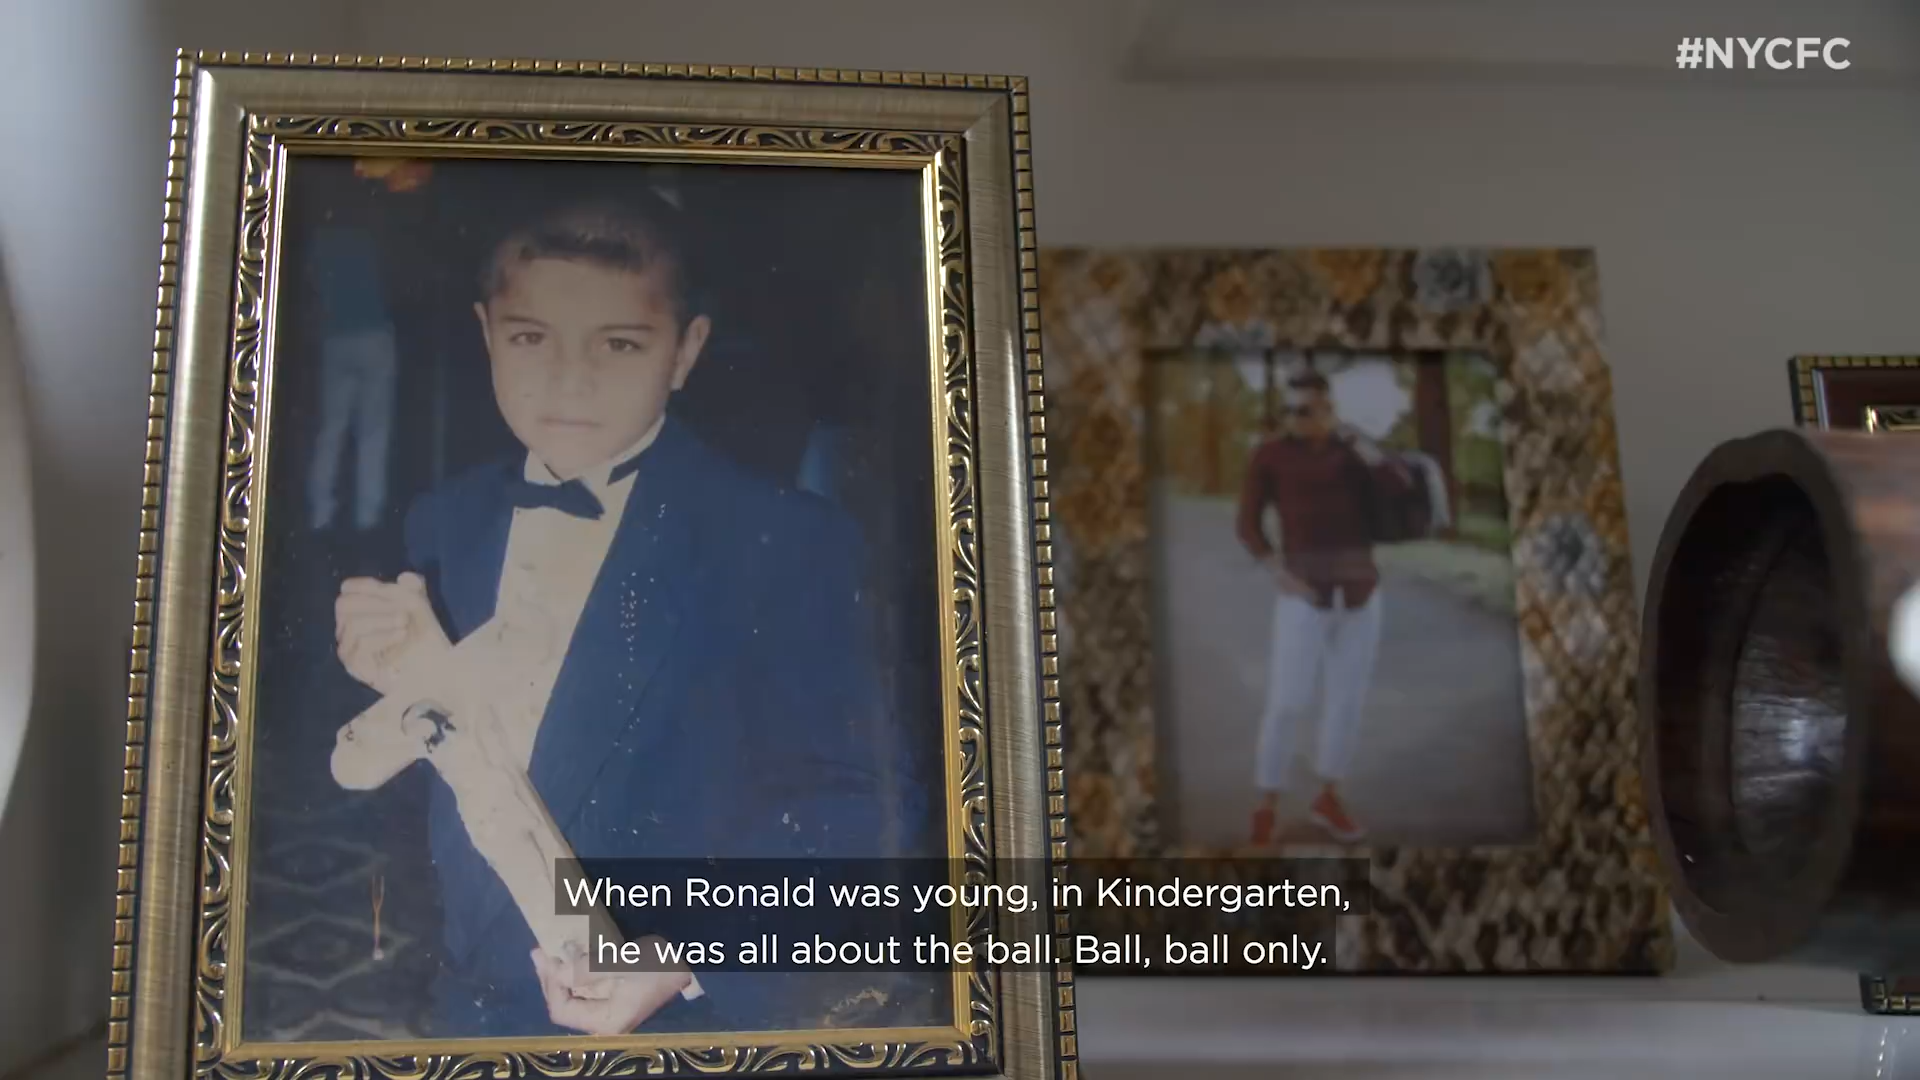 #NYCFC
When Ronald was young, in Kindergarten,
he was all about the ball. Ball, ball only.